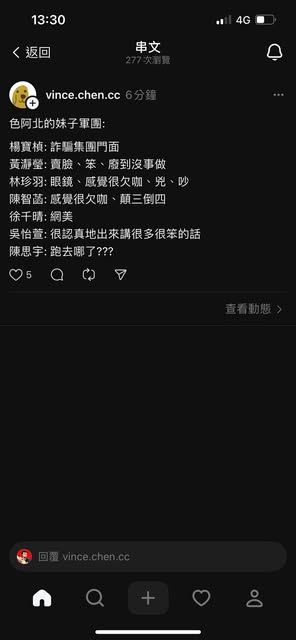 13:30
4G
返回
串文
277 次瀏覽
vince.chen.cc 6分鐘
色阿北的妹子軍團:
楊寶楨: 詐騙集團門面
黃瀞瑩: 賣臉、笨、廢到沒事做
林珍羽: 眼鏡、感覺很欠咖、兇、吵
陳智菡: 感覺很欠咖、顛三倒四
徐千晴: 網美
吳怡萱: 很認真地出來講很多很笨的話
陳思宇: 跑去哪了???
5
查看動態
回覆 vince.chen.cc